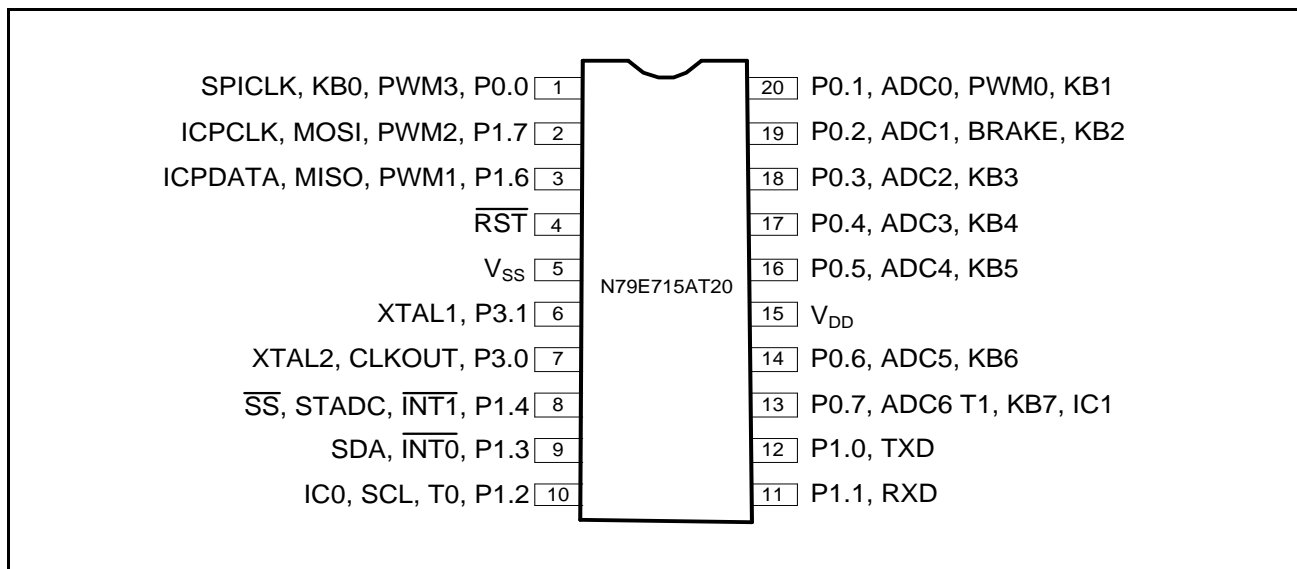 SPICLK, KB0, PWM3, P0.0 1 20 P0.1, ADC0, PWM0, KB1
ICPCLK, MOSI, PWM2, P1.7 2 19 P0.2, ADC1, BRAKE, KB2
ICPDATA, MISO, PWM1, P1.6 3 18 P0.3, ADC2, KB3
R̅S̅T̅ 4 17 P0.4, ADC3, KB4
VSS 5 16 P0.5, ADC4, KB5
N79E715AT20
XTAL1, P3.1 6 15 VDD
XTAL2, CLKOUT, P3.0 7 14 P0.6, ADC5, KB6
S̅S̅, STADC, I̅N̅T̅1̅, P1.4 8 13 P0.7, ADC6 T1, KB7, IC1
SDA, I̅N̅T̅0̅, P1.3 9 12 P1.0, TXD
IC0, SCL, T0, P1.2 10 11 P1.1, RXD